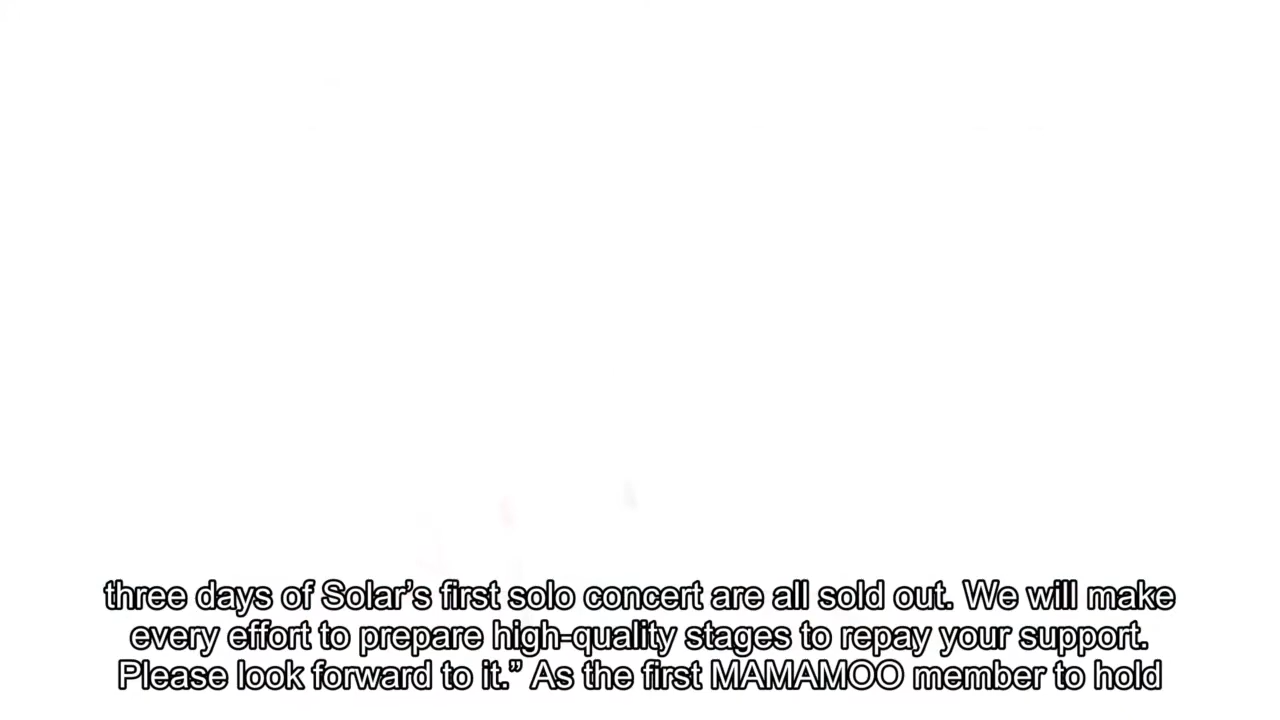 three days of Solar’s first solo concert are all sold out. We will make
every effort to prepare high-quality stages to repay your support.
Please look forward to it.” As the first MAMAMOO member to hold